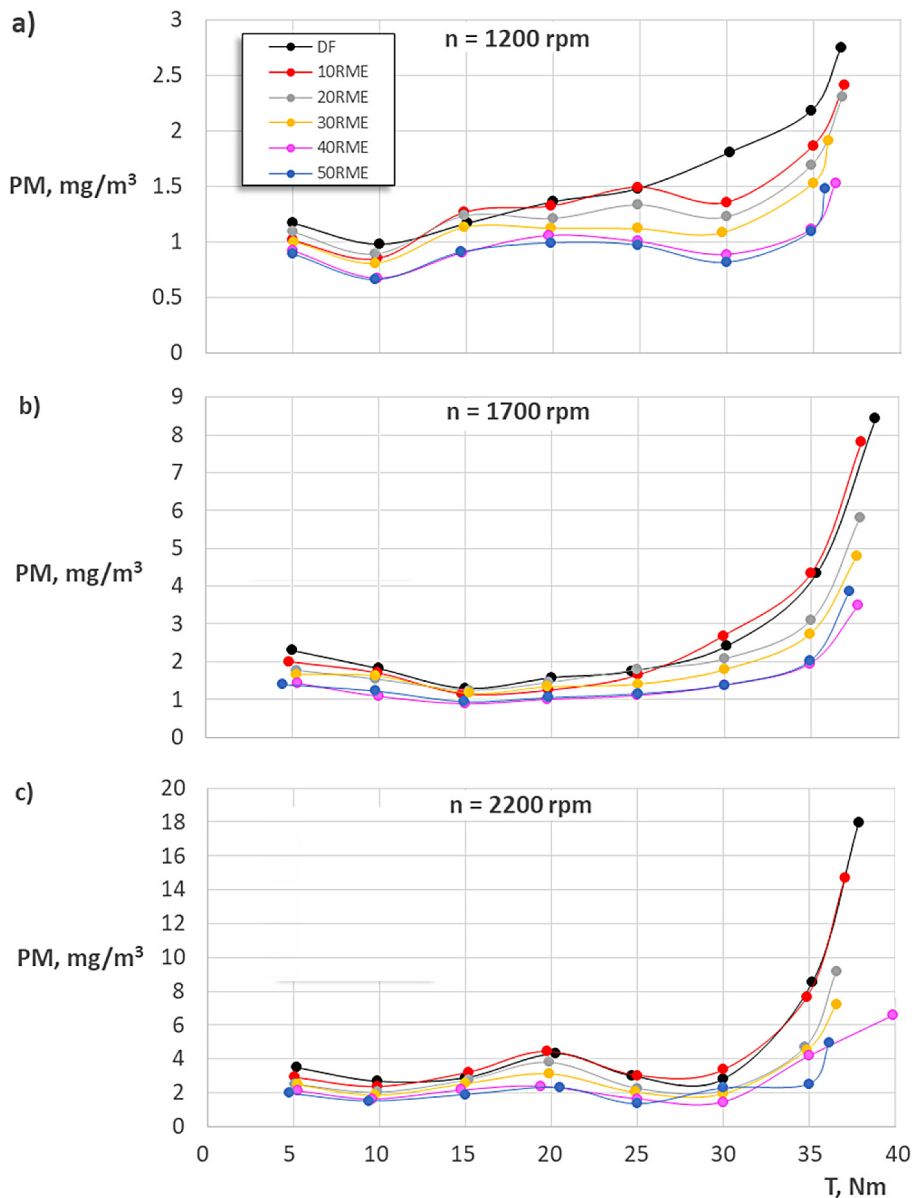 a)
n = 1200 rpm
DF
10RME
20RME
30RME
40RME
50RME
PM, mg/m³
3
2.5
2
1.5
1
0.5
0
b)
n = 1700 rpm
PM, mg/m³
9
8
7
6
5
4
3
2
1
0
c)
n = 2200 rpm
PM, mg/m³
20
18
16
14
12
10
8
6
4
2
0
0 5 10 15 20 25 30 35 40
T, Nm